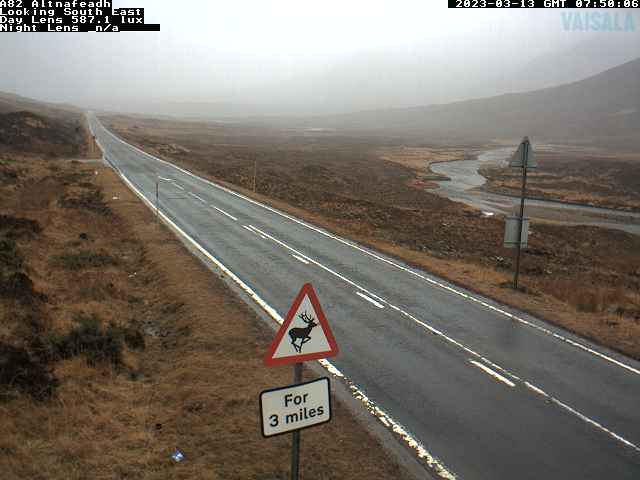 A82 Altnafeadh
Looking South East
Day Lens 587.1 lux
Night Lens n/a
2023-03-13 GMT 07:50:06
VAISALA
For
3 miles